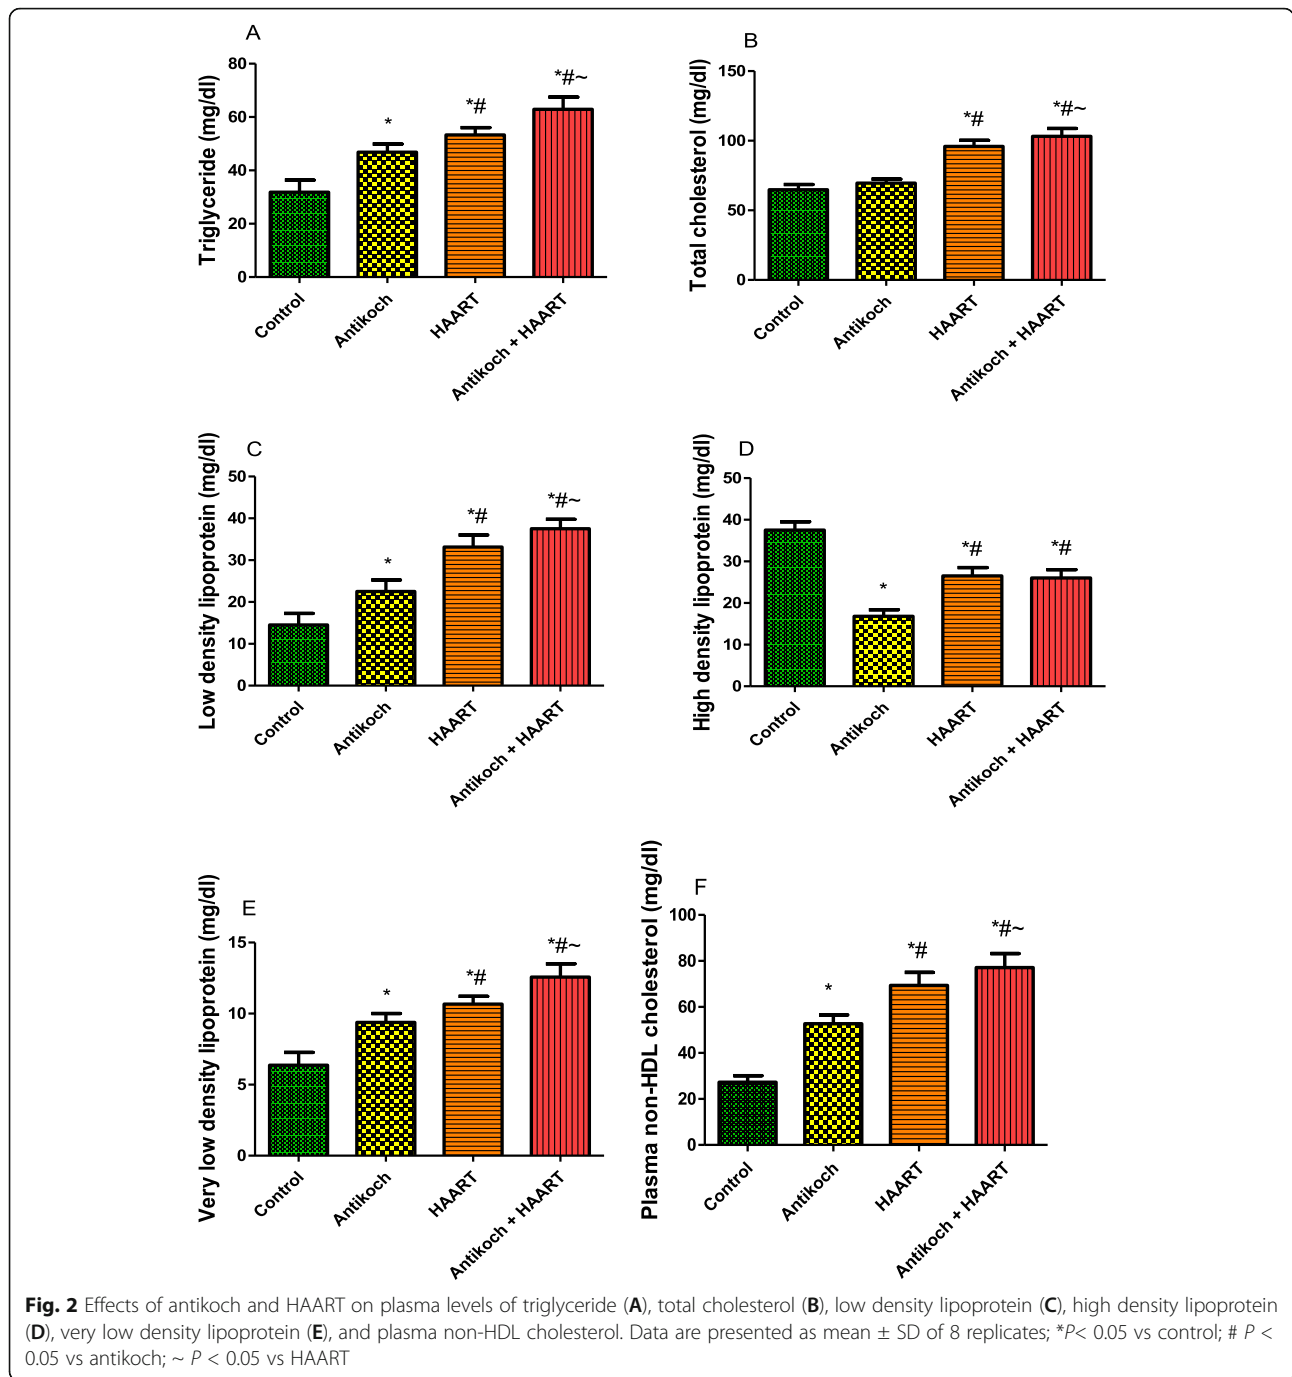 A
Triglyceride (mg/dl)
80
60
40
20
0
*
*#
*#~
Control
Antikoch
HAART
Antikoch + HAART
B
Total cholesterol (mg/dl)
150
100
50
0
*#
*#~
Control
Antikoch
HAART
Antikoch + HAART
C
Low density lipoprotein (mg/dl)
50
40
30
20
10
0
*
*#
*#~
Control
Antikoch
HAART
Antikoch + HAART
D
High density lipoprotein (mg/dl)
50
40
30
20
10
0
*
*#
*#
Control
Antikoch
HAART
Antikoch + HAART
E
Very low density lipoprotein (mg/dl)
15
10
5
0
*
*#
*#~
Control
Antikoch
HAART
Antikoch + HAART
F
Plasma non-HDL cholesterol (mg/dl)
100
80
60
40
20
0
*
*#
*#~
Control
Antikoch
HAART
Antikoch + HAART
Fig. 2 Effects of antikoch and HAART on plasma levels of triglyceride (A), total cholesterol (B), low density lipoprotein (C), high density lipoprotein
(D), very low density lipoprotein (E), and plasma non-HDL cholesterol. Data are presented as mean ± SD of 8 replicates; *P< 0.05 vs control; # P <
0.05 vs antikoch; ~ P < 0.05 vs HAART